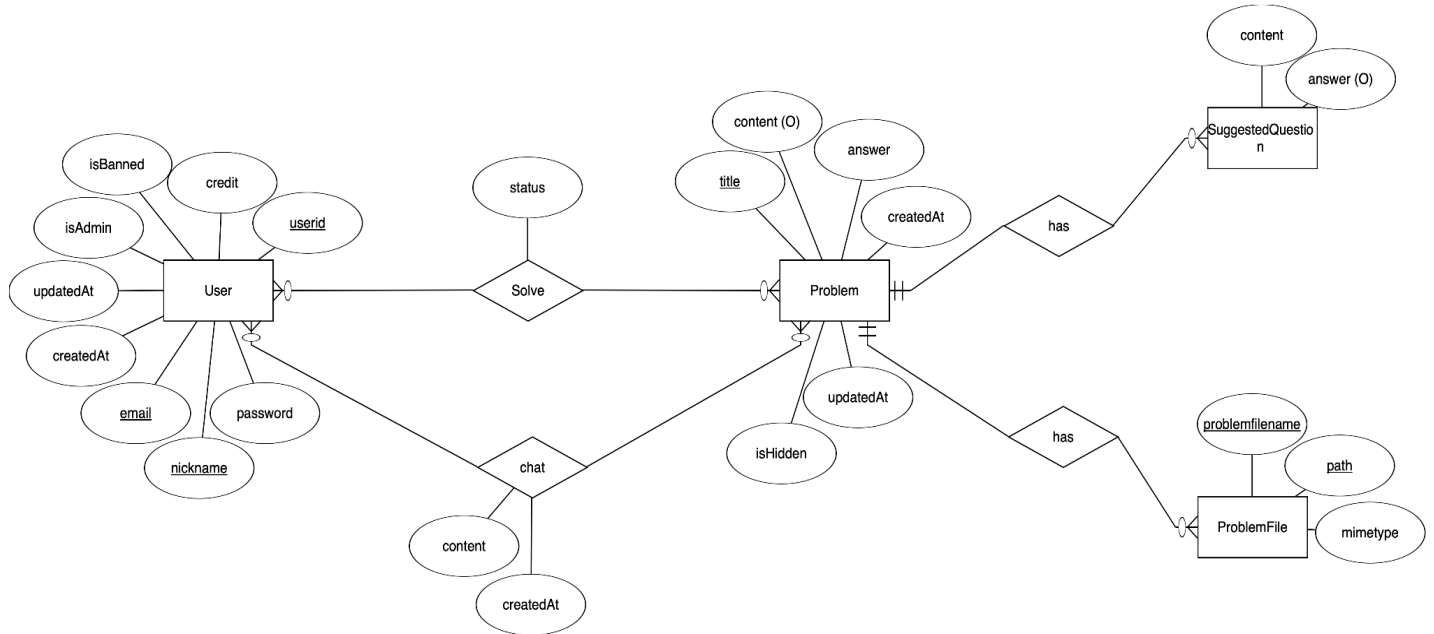 content
answer (O)
SuggestedQuestio
n
content (O)
answer
title
createdAt
isBanned
credit
userid
isAdmin
updatedAt
createdAt
User
status
Solve
Problem
has
email
nickname
password
updatedAt
isHidden
chat
content
createdAt
has
problemfilename
path
ProblemFile
mimetype